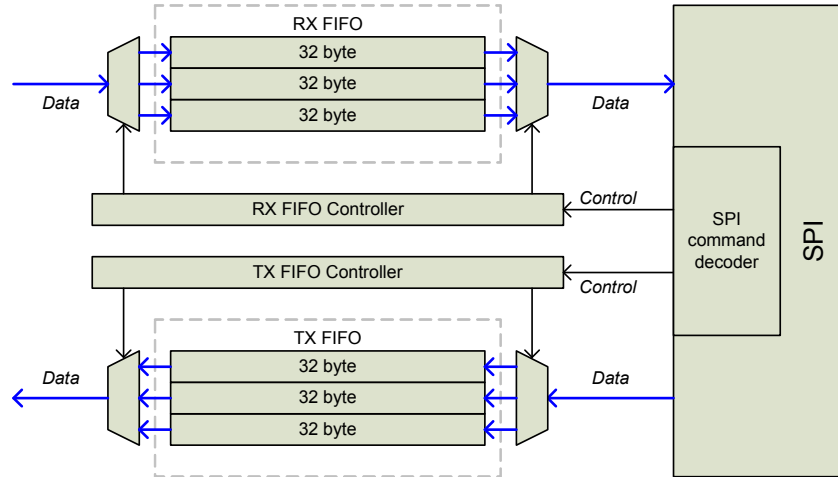 RX FIFO
32 byte
32 byte
32 byte
Data
Data
RX FIFO Controller
Control
SPI
command
decoder
SPI
TX FIFO Controller
Control
TX FIFO
32 byte
32 byte
32 byte
Data
Data